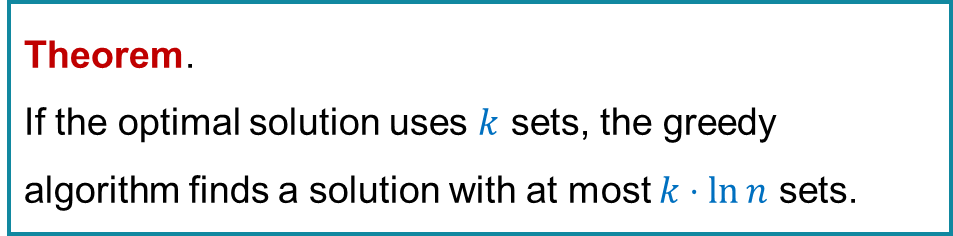 Theorem.
If the optimal solution uses k sets, the greedy
algorithm finds a solution with at most k · ln n sets.